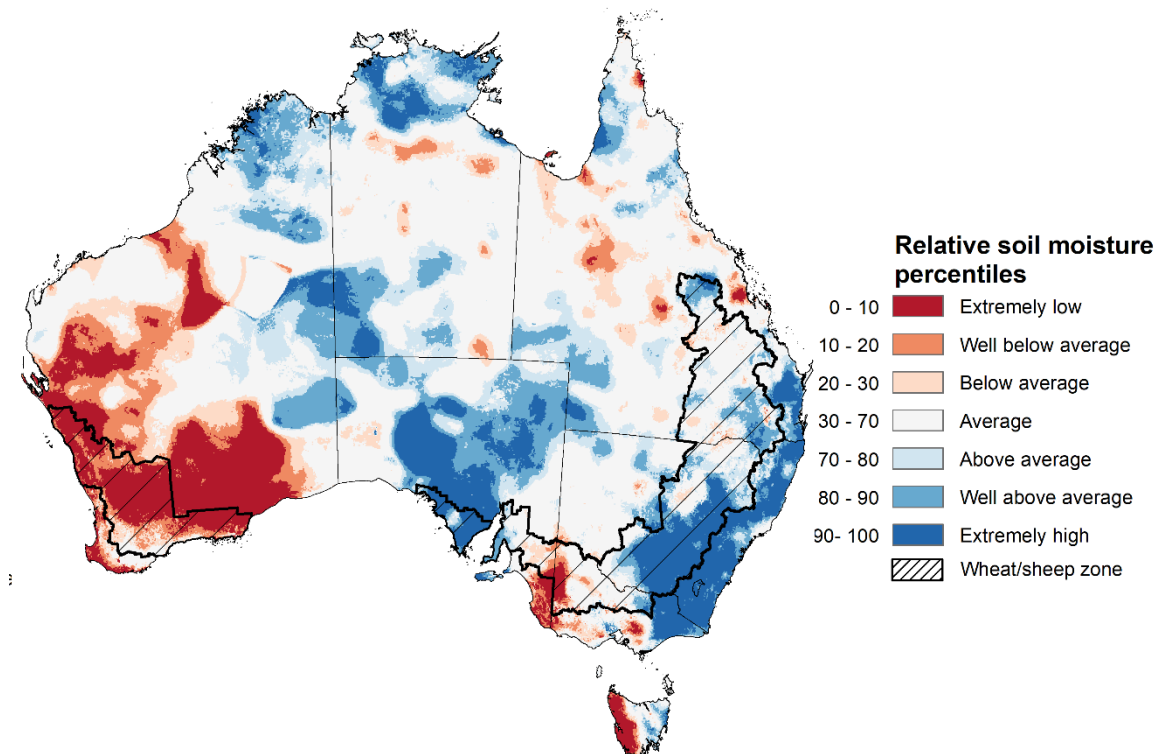 Relative soil moisture
percentiles
0 - 10 Extremely low
10 - 20 Well below average
20 - 30 Below average
30 - 70 Average
70 - 80 Above average
80 - 90 Well above average
90- 100 Extremely high
Wheat/sheep zone